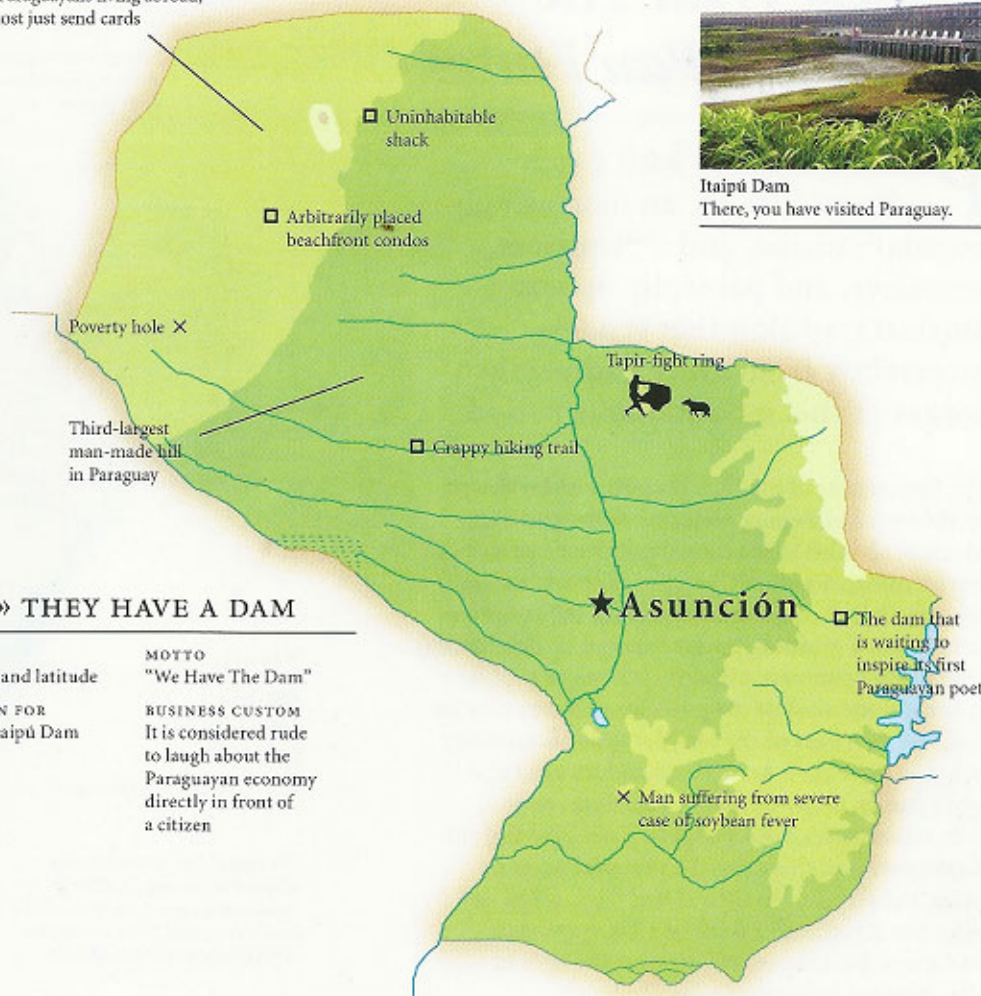 most just send cards
Uninhabitable
shack
Itaipú Dam
There, you have visited Paraguay.
Arbitrarily placed
beachfront condos
Poverty hole
Tapir-fight ring
Third-largest
man-made hill
in Paraguay
Crappy hiking trail
Asunción
» THEY HAVE A DAM
The dam that
is waiting to
inspire its first
Paraguayan poet
MOTTO
and latitude
"We Have The Dam"
N FOR
BUSINESS CUSTOM
aipú Dam
It is considered rude
to laugh about the
Paraguayan economy
directly in front of
a citizen
Man suffering from severe
case of soybean fever